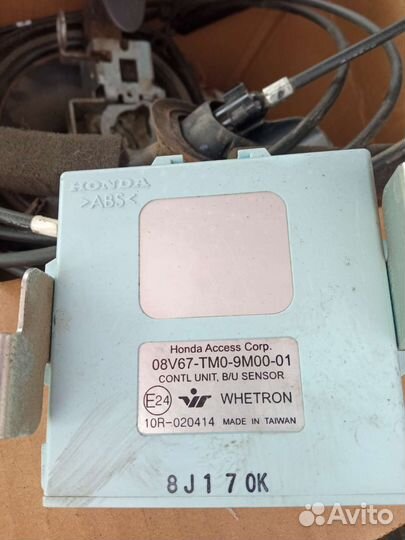 HONDA
>ABS<
Honda Access Corp.
08V67-TM0-9M00-01
CONTL UNIT, B/U SENSOR
E24 WHETRON
10R-020414 MADE IN TAIWAN
8J170K
Avito